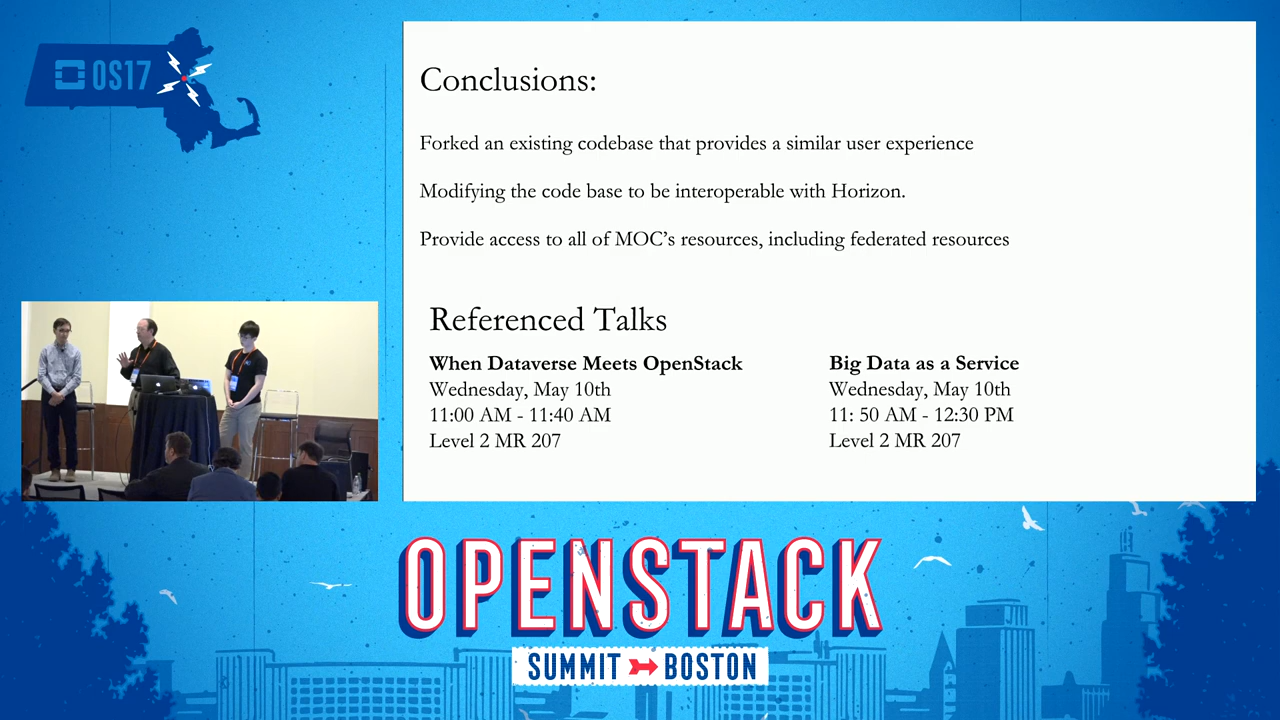 OS17
Conclusions:
Forked an existing codebase that provides a similar user experience
Modifying the code base to be interoperable with Horizon.
Provide access to all of MOC's resources, including federated resources
Referenced Talks
When Dataverse Meets OpenStack
Wednesday, May 10th
11:00 AM - 11:40 AM
Level 2 MR 207
Big Data as a Service
Wednesday, May 10th
11: 50 AM - 12:30 PM
Level 2 MR 207
OPENSTACK
SUMMIT BOSTON